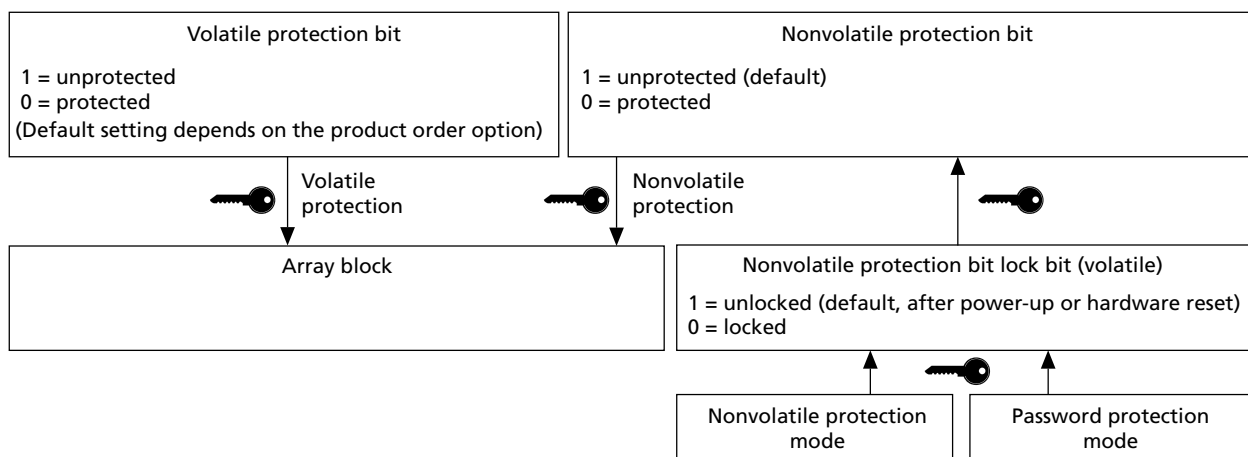 Volatile protection bit
1 = unprotected
0 = protected
(Default setting depends on the product order option)
Nonvolatile protection bit
1 = unprotected (default)
0 = protected
Volatile
protection
Nonvolatile
protection
Array block
Nonvolatile protection bit lock bit (volatile)
1 = unlocked (default, after power-up or hardware reset)
0 = locked
Nonvolatile protection
mode
Password protection
mode